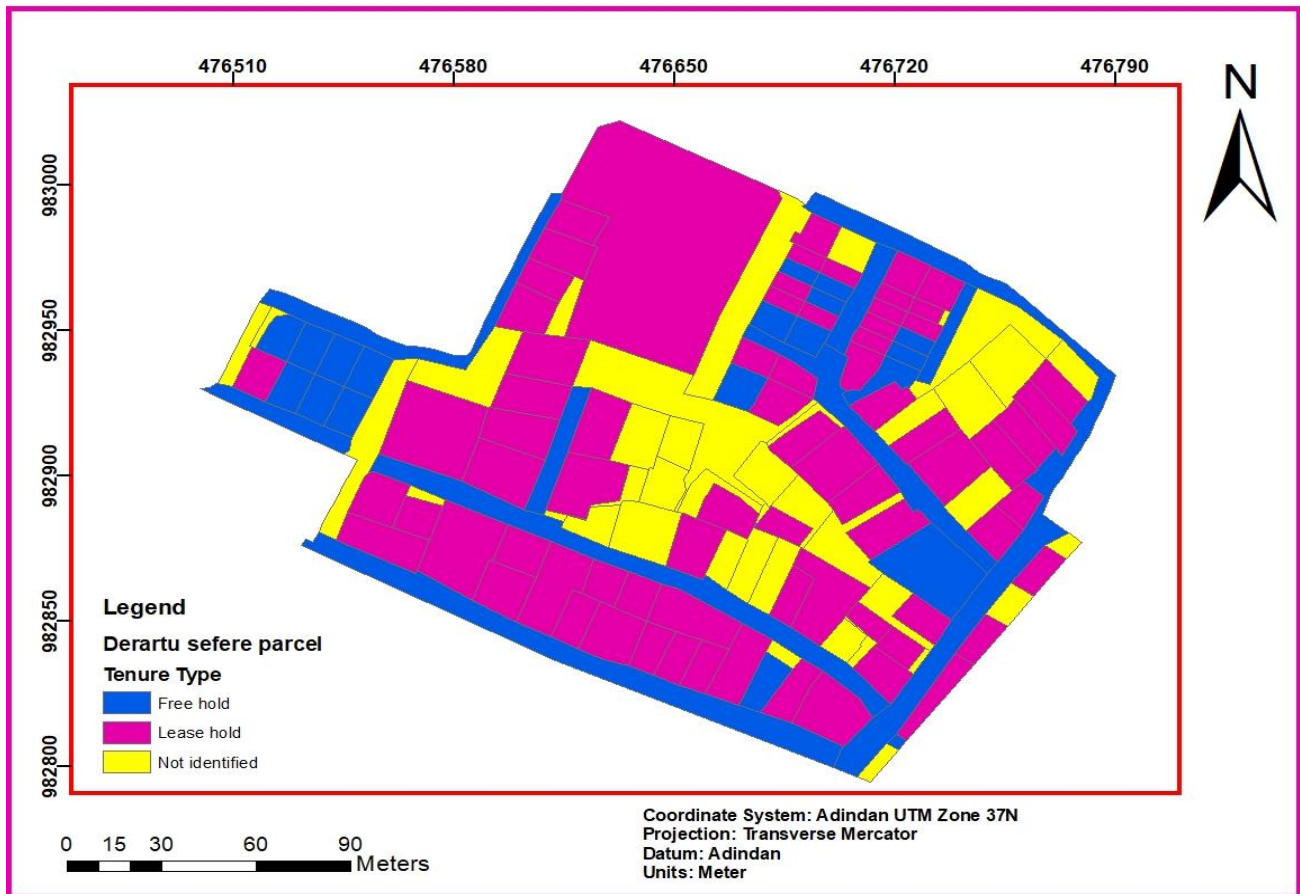 476510 476580 476650 476720 476790
N
983000
982950
982900
982850
982800
Legend
Derartu sefere parcel
Tenure Type
Free hold
Lease hold
Not identified
0 15 30 60 90
Meters
Coordinate System: Adindan UTM Zone 37N
Projection: Transverse Mercator
Datum: Adindan
Units: Meter